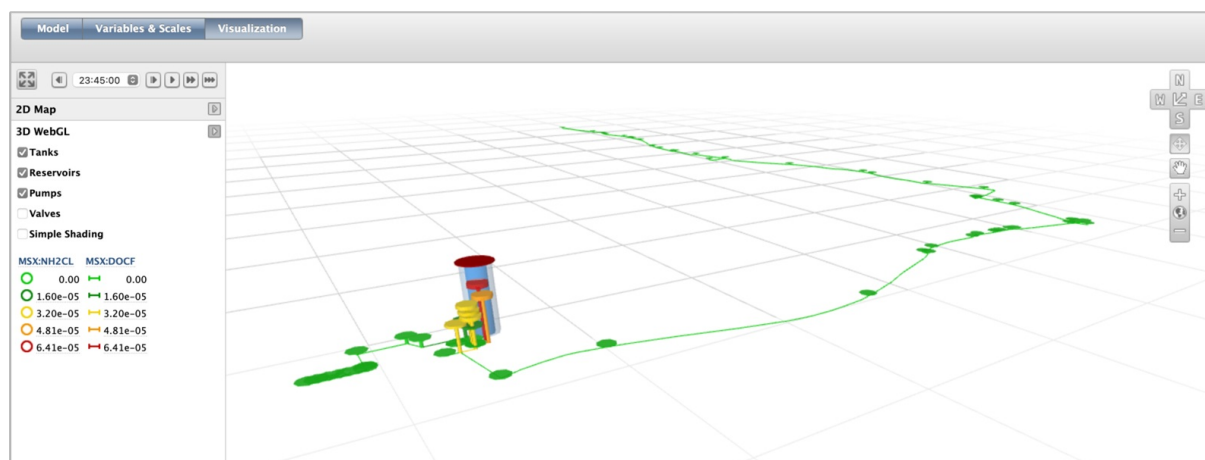 Model Variables & Scales Visualization
23:45:00
2D Map
3D WebGL
Tanks
Reservoirs
Pumps
Valves
Simple Shading
MSX:NH2CL MSX:DOCF
0.00 0.00
1.60e-05 1.60e-05
3.20e-05 3.20e-05
4.81e-05 4.81e-05
6.41e-05 6.41e-05
N
W E
S